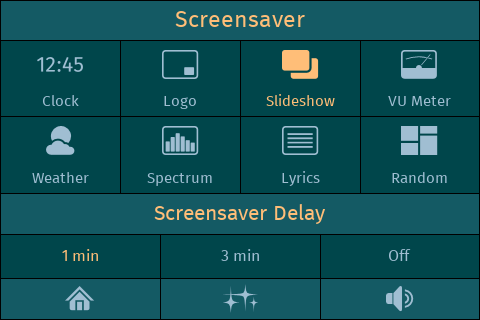 Screensaver
12:45
Clock
Logo
Slideshow
VU Meter
Weather
Spectrum
Lyrics
Random
Screensaver Delay
1 min
3 min
Off